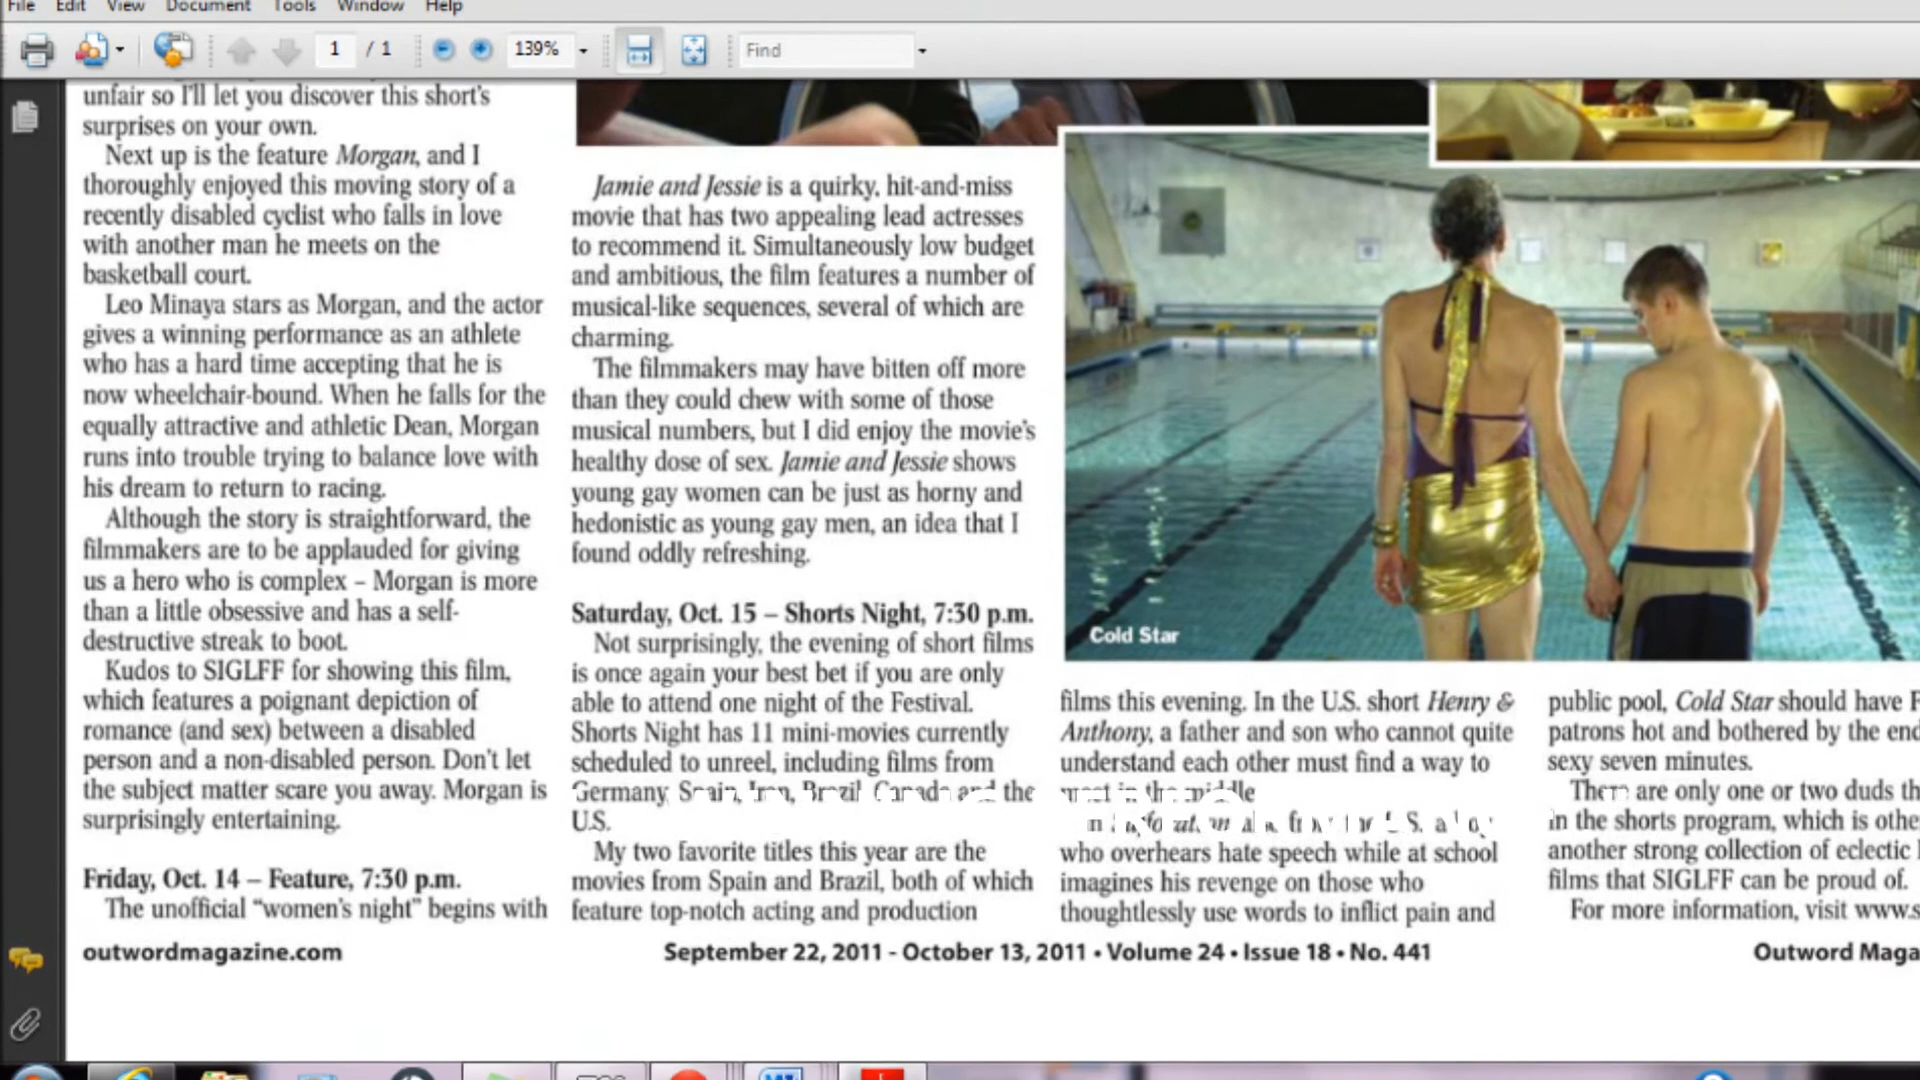 File Edit View Document Tools Window Help
1 / 1 139% Find
unfair so I'll let you discover this short's
surprises on your own.
Next up is the feature Morgan, and I
thoroughly enjoyed this moving story of a
recently disabled cyclist who falls in love
with another man he meets on the
basketball court.
Leo Minaya stars as Morgan, and the actor
gives a winning performance as an athlete
who has a hard time accepting that he is
now wheelchair-bound. When he falls for the
equally attractive and athletic Dean, Morgan
runs into trouble trying to balance love with
his dream to return to racing.
Although the story is straightforward, the
filmmakers are to be applauded for giving
us a hero who is complex – Morgan is more
than a little obsessive and has a self-
destructive streak to boot.
Kudos to SIGLFF for showing this film,
which features a poignant depiction of
romance (and sex) between a disabled
person and a non-disabled person. Don't let
the subject matter scare you away. Morgan is
surprisingly entertaining.
Friday, Oct. 14 – Feature, 7:30 p.m.
The unofficial "women's night" begins with
Jamie and Jessie is a quirky, hit-and-miss
movie that has two appealing lead actresses
to recommend it. Simultaneously low budget
and ambitious, the film features a number of
musical-like sequences, several of which are
charming.
The filmmakers may have bitten off more
than they could chew with some of those
musical numbers, but I did enjoy the movie's
healthy dose of sex. Jamie and Jessie shows
young gay women can be just as horny and
hedonistic as young gay men, an idea that I
found oddly refreshing.
Saturday, Oct. 15 – Shorts Night, 7:30 p.m.
Not surprisingly, the evening of short films
is once again your best bet if you are only
able to attend one night of the Festival.
Shorts Night has 11 mini-movies currently
scheduled to unreel, including films from
Germany, Spain, Iran, Brazil, Canada and the
U.S.
My two favorite titles this year are the
movies from Spain and Brazil, both of which
feature top-notch acting and production
Cold Star
films this evening. In the U.S. short Henry &
Anthony, a father and son who cannot quite
understand each other must find a way to
meet in the middle
who overhears hate speech while at school
imagines his revenge on those who
thoughtlessly use words to inflict pain and
public pool, Cold Star should have
patrons hot and bothered by the end
sexy seven minutes.
There are only one or two duds
in the shorts program, which is
another strong collection of eclectic
films that SIGLFF can be proud of.
For more information, visit
outwordmagazine.com
September 22, 2011 - October 13, 2011 • Volume 24 • Issue 18 • No. 441
Outword